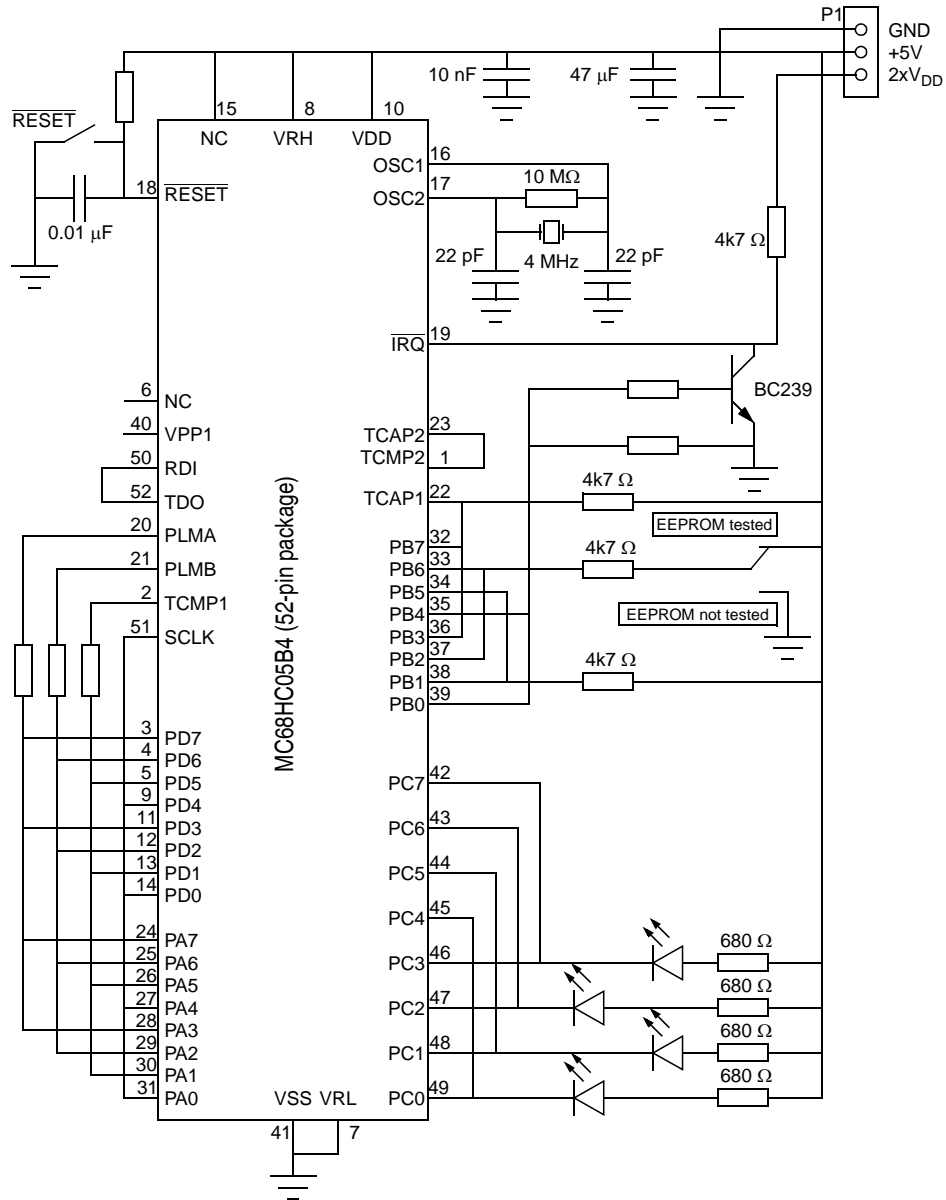 P1
GND
+5V
2xVDD
10 nF
47 μF
15
8
10
RESET
NC
VRH
VDD
16
OSC1
17
OSC2
10 MΩ
18
RESET
0.01 μF
22 pF
4 MHz
22 pF
4k7 Ω
19
IRQ
BC239
6
NC
40
VPP1
50
RDI
52
TDO
20
PLMA
21
PLMB
2
TCMP1
51
SCLK
23
TCAP2
1
TCMP2
22
TCAP1
4k7 Ω
EEPROM tested
32
PB7
33
PB6
4k7 Ω
34
PB5
35
PB4
EEPROM not tested
36
PB3
37
PB2
38
PB1
4k7 Ω
39
PB0
MC68HC05B4 (52-pin package)
3
PD7
4
PD6
5
PD5
9
PD4
11
PD3
12
PD2
13
PD1
14
PD0
24
PA7
25
PA6
26
PA5
27
PA4
28
PA3
29
PA2
30
PA1
31
PA0
42
PC7
43
PC6
44
PC5
45
PC4
46
PC3
680 Ω
47
PC2
680 Ω
48
PC1
680 Ω
49
PC0
680 Ω
VSS VRL
41
7